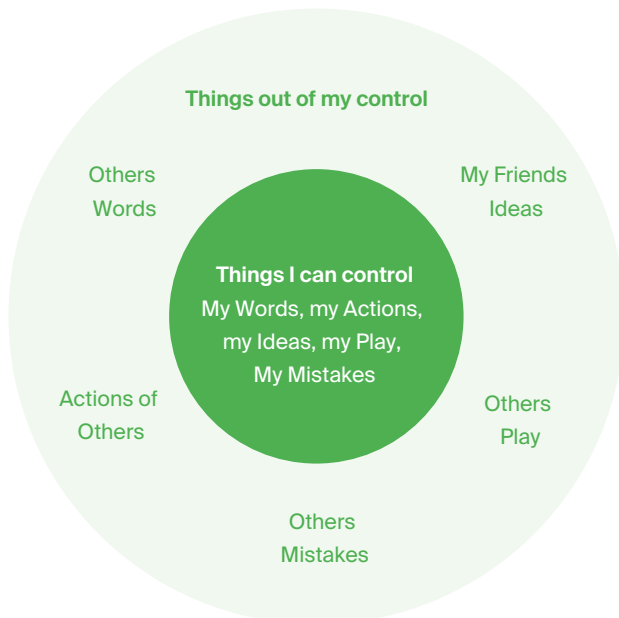 Things out of my control
Others
Words
My Friends
Ideas
Things I can control
My Words, my Actions,
my Ideas, my Play,
My Mistakes
Actions of
Others
Others
Play
Others
Mistakes